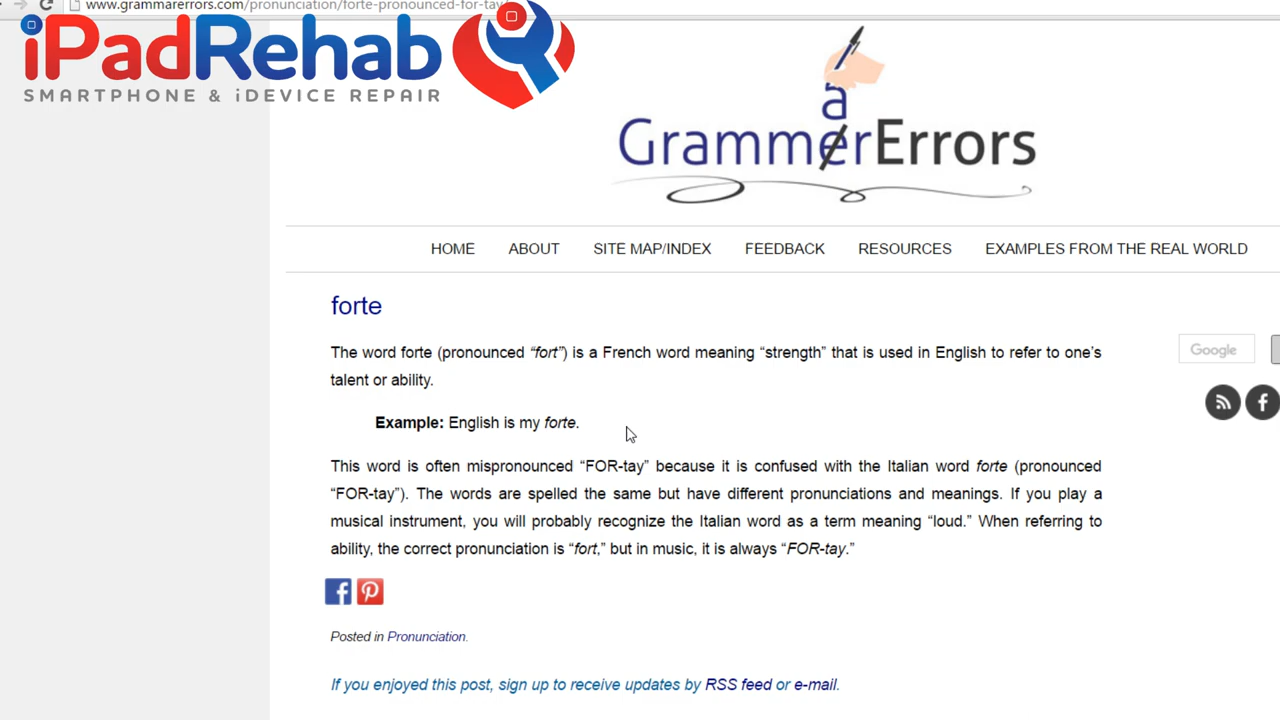 www.grammarerrors.com/pronunciation/forte-pronounced-for-tay
iPadRehab
SMARTPHONE & iDEVICE REPAIR
a
GrammerErrors
HOME ABOUT SITE MAP/INDEX FEEDBACK RESOURCES EXAMPLES FROM THE REAL WORLD
forte
The word forte (pronounced “fort”) is a French word meaning “strength” that is used in English to refer to one’s
talent or ability.
Google
Example: English is my forte.
This word is often mispronounced “FOR-tay” because it is confused with the Italian word forte (pronounced
“FOR-tay”). The words are spelled the same but have different pronunciations and meanings. If you play a
musical instrument, you will probably recognize the Italian word as a term meaning “loud.” When referring to
ability, the correct pronunciation is “fort,” but in music, it is always “FOR-tay.”
Posted in Pronunciation.
If you enjoyed this post, sign up to receive updates by RSS feed or e-mail.